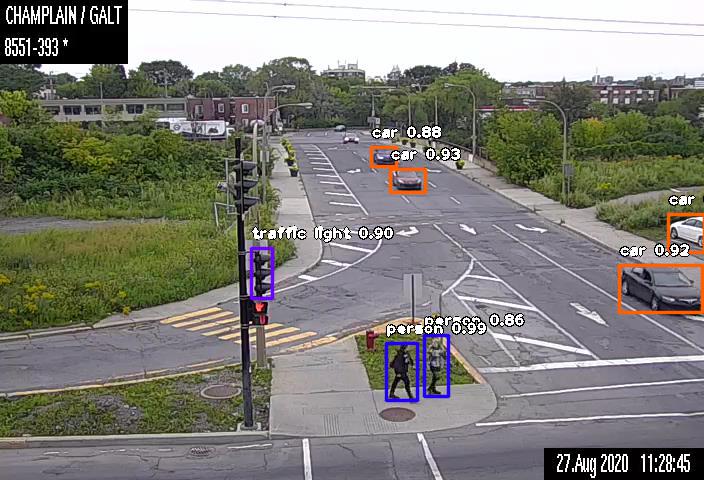 CHAMPLAIN / GALT
8551-393 *
car 0.88
car 0.93
car
traffic light 0.90
car 0.92
person 0.86
person 0.99
27.Aug 2020 11:28:45